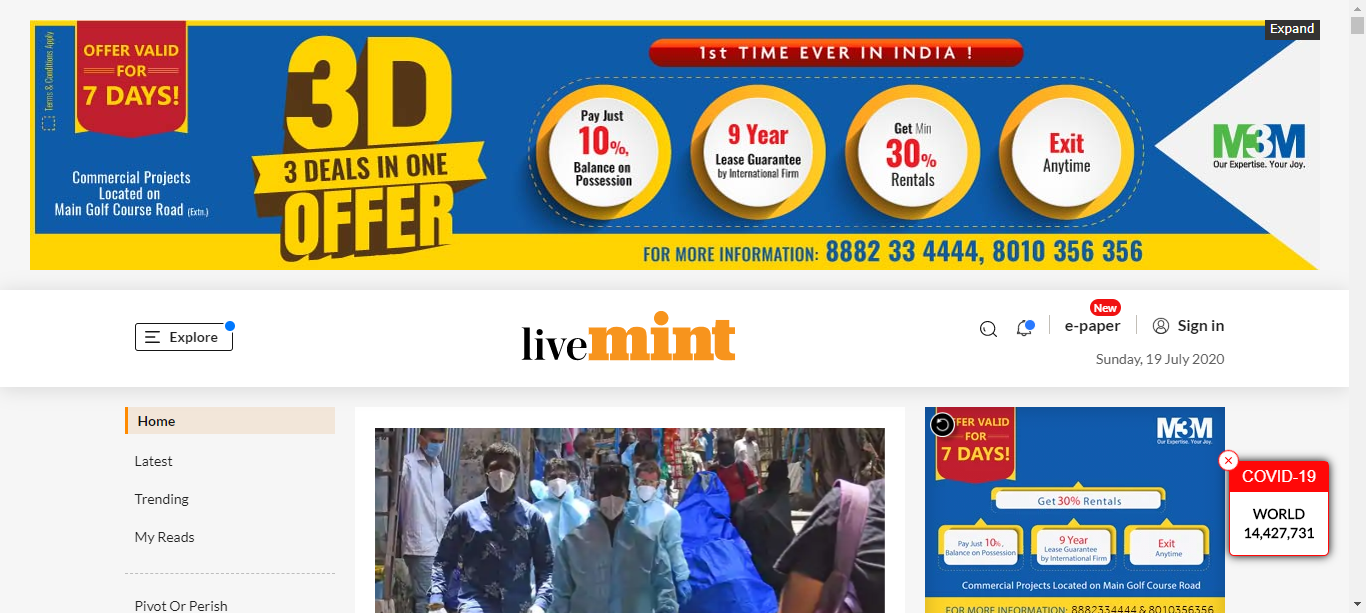 Expand
Terms & Conditions Apply
OFFER VALID
FOR
7 DAYS!
Commercial Projects
Located on
Main Golf Course Road (Extn.)
3D
3 DEALS IN ONE
OFFER
1st TIME EVER IN INDIA !
Pay Just
10%,
Balance on
Possession
9 Year
Lease Guarantee
by International Firm
Get Min
30%
Rentals
Exit
Anytime
M3M
Our Expertise. Your Joy.
FOR MORE INFORMATION: 8882 33 4444, 8010 356 356
Explore
livemint
New
e-paper
Sign in
Sunday, 19 July 2020
Home
Latest
Trending
My Reads
Pivot Or Perish
FER VALID
FOR
7 DAYS!
M3M
Our Expertise. Your Joy.
Get 30% Rentals
Pay Just 10%,
Balance on Possession
9 Year
Lease Guarantee
by International Firm
Exit
Anytime
Commercial Projects Located on Main Golf Course Road
FOR MORE INFORMATION: 8882334444 & 8010356356
COVID-19
WORLD
14,427,731